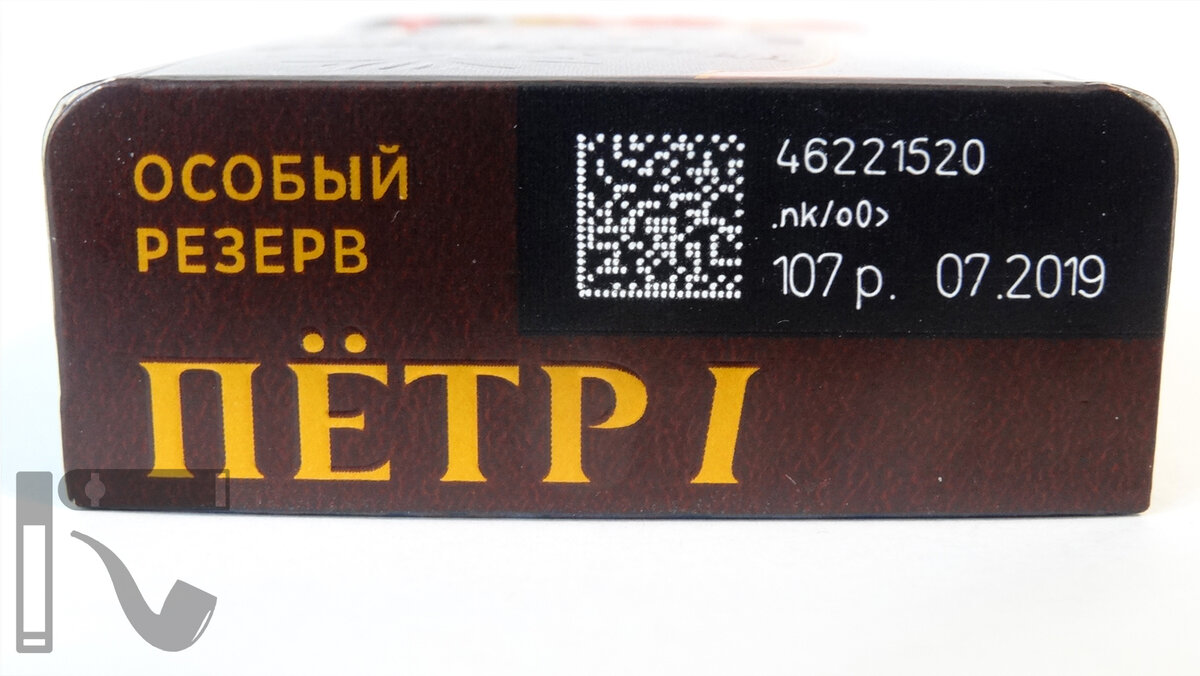 ОСОБЫЙ
РЕЗЕРВ
46221520
.nk/o0>
107 р. 07.2019
ПЁТР I